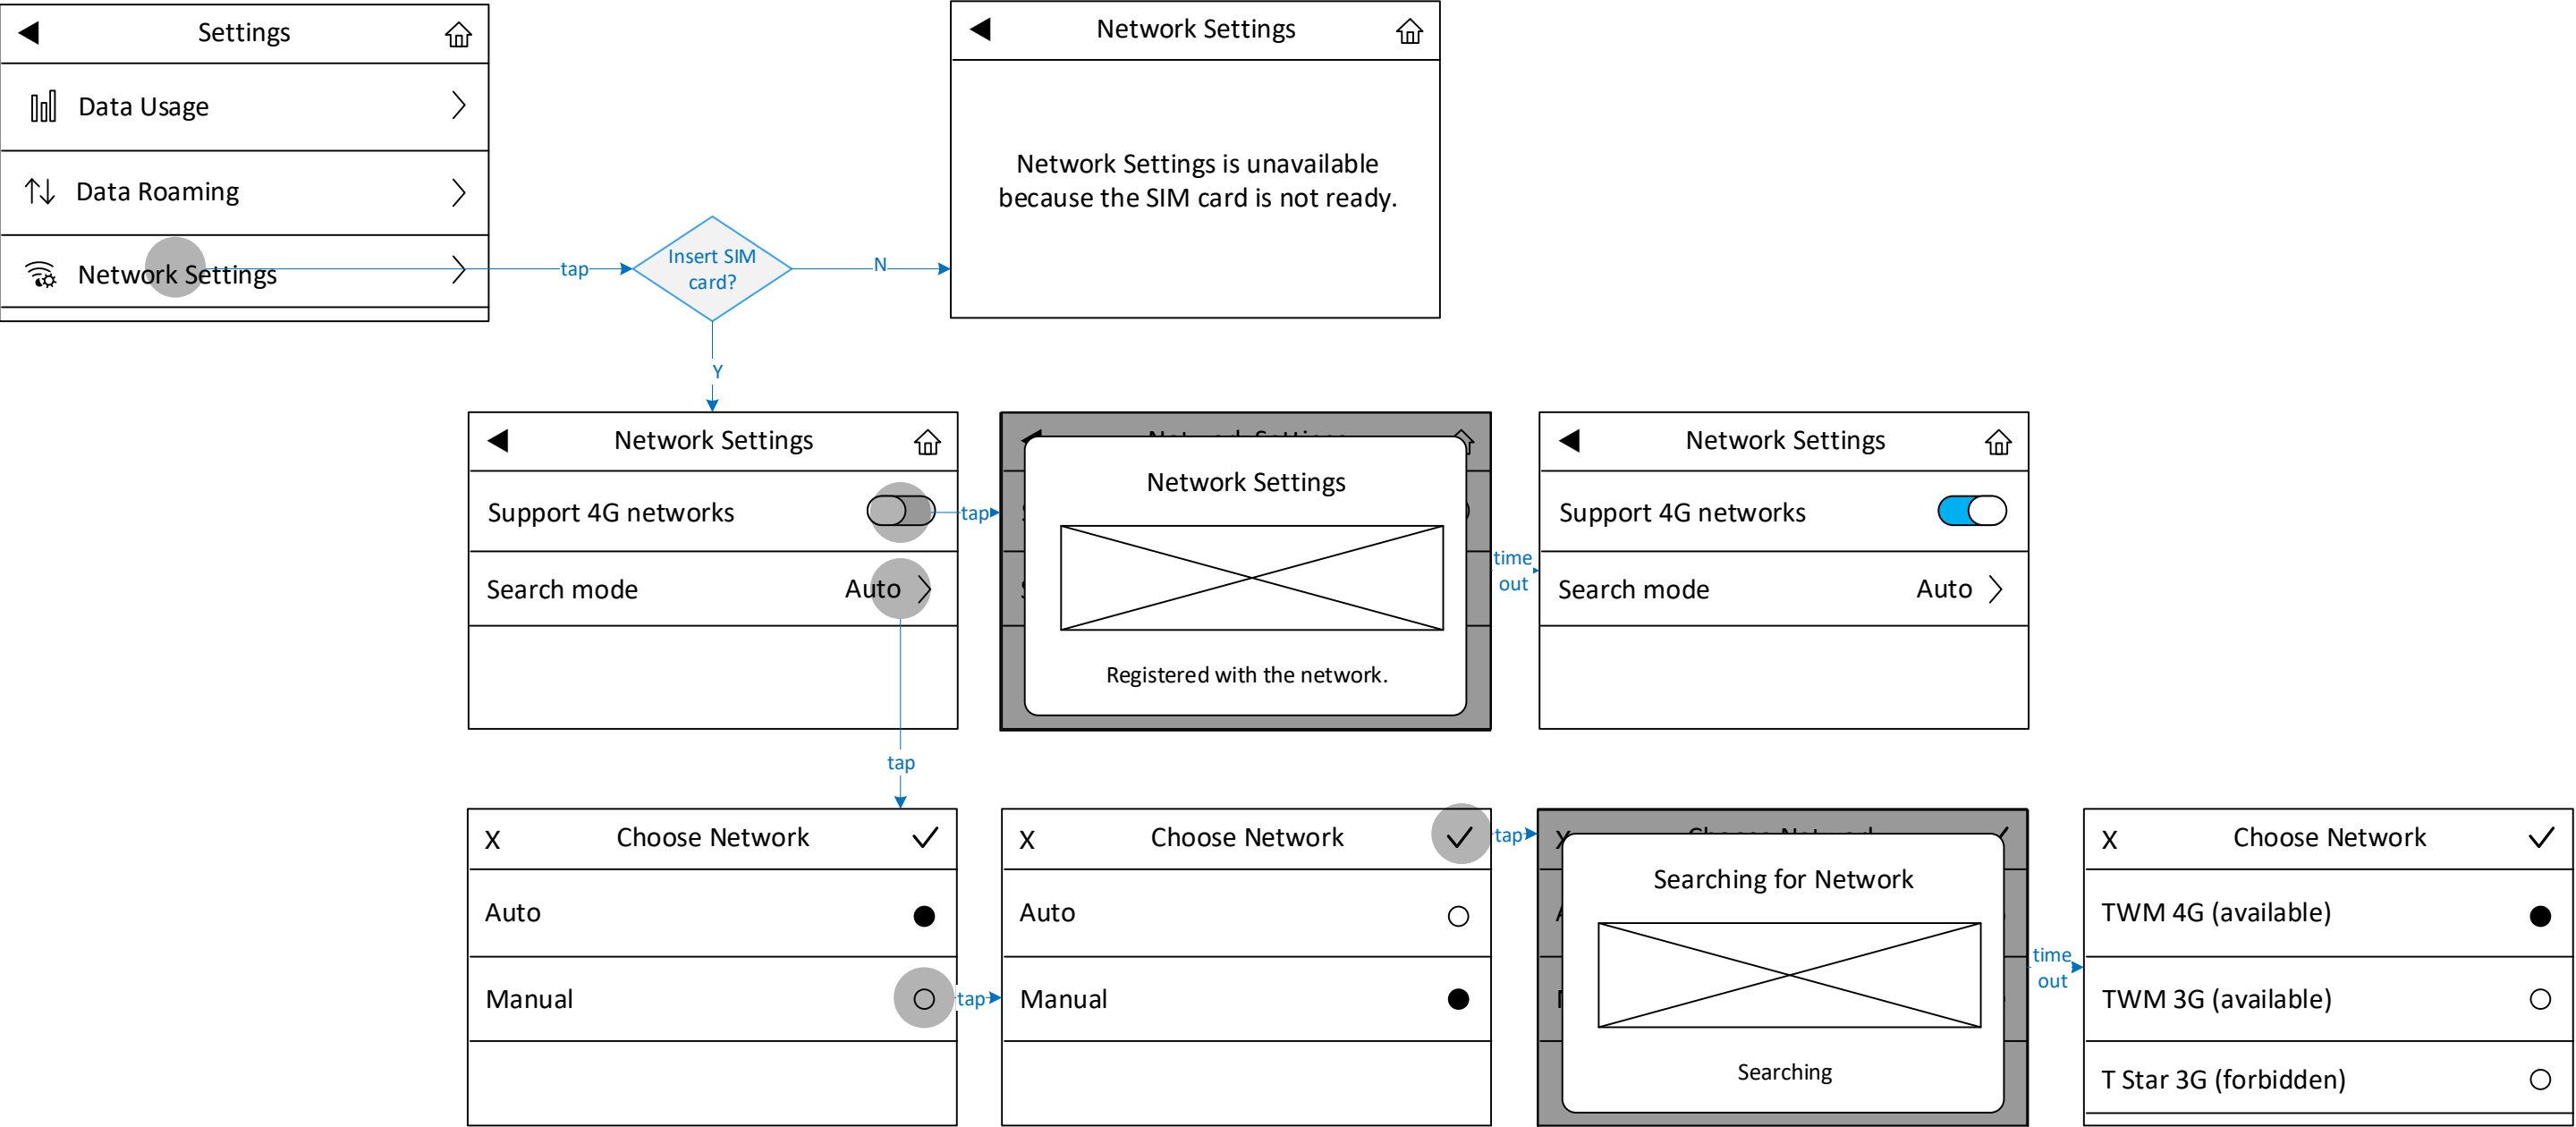 Settings
Data Usage
Data Roaming
Network Settings
tap
Insert SIM
card?
N
Network Settings
Network Settings is unavailable
because the SIM card is not ready.
Y
Network Settings
Support 4G networks
Search mode
Auto
tap
Network Settings
Registered with the network.
time
out
Network Settings
Support 4G networks
Search mode
Auto
tap
X
Choose Network
Auto
Manual
tap
X
Choose Network
Auto
Manual
tap
Searching for Network
Searching
time
out
X
Choose Network
TWM 4G (available)
TWM 3G (available)
T Star 3G (forbidden)